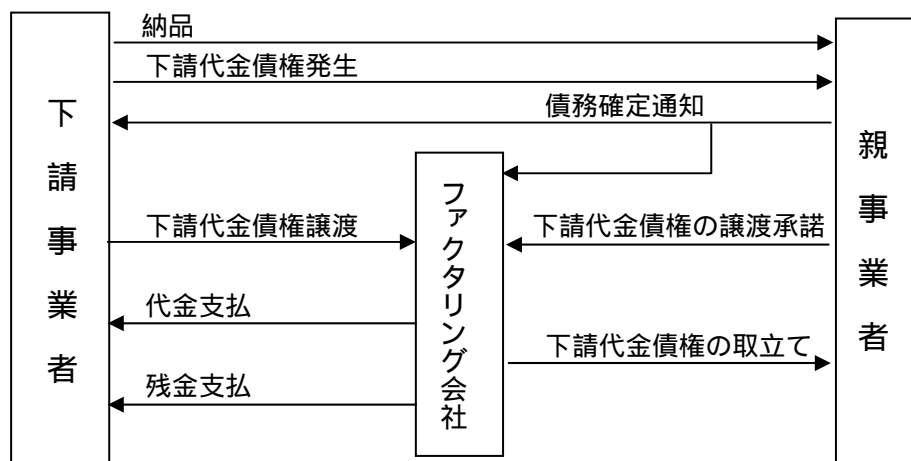 納品
下請代金債権発生
債務確定通知
下請事業者
親事業者
ファクタリング会社
下請代金債権譲渡
下請代金債権の譲渡承諾
代金支払
下請代金債権の取立て
残金支払